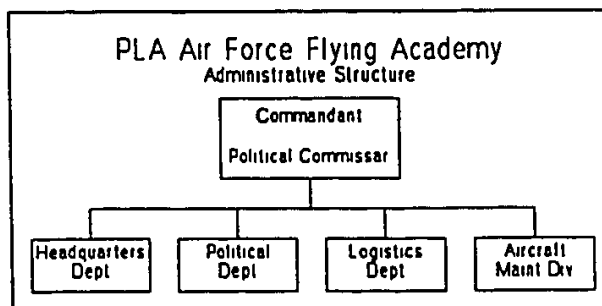 PLA Air Force Flying Academy
Administrative Structure
Commandant
Political Commissar
Headquarters
Dept
Political
Dept
Logistics
Dept
Aircraft
Maint Div